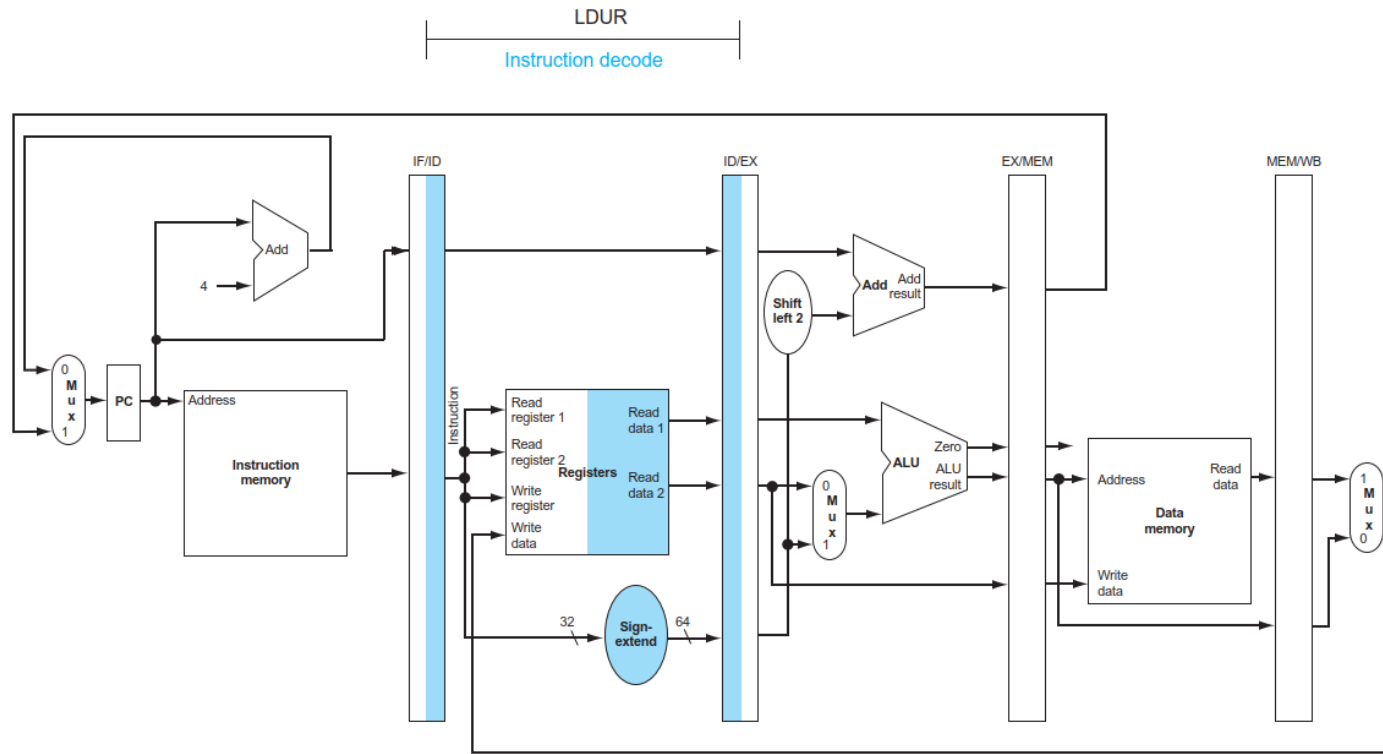 LDUR
Instruction decode
IF/ID
ID/EX
EX/MEM
MEM/WB
Add
4
Add
Add
result
Shift
left 2
0
M
u
x
1
PC
Address
Instruction
memory
Instruction
Read
register 1
Read
register 2
Write
register
Write
data
Registers
Read
data 1
Read
data 2
32
Sign-
extend
64
0
M
u
x
1
ALU
Zero
ALU
result
Address
Read
data
Data
memory
Write
data
1
M
u
x
0